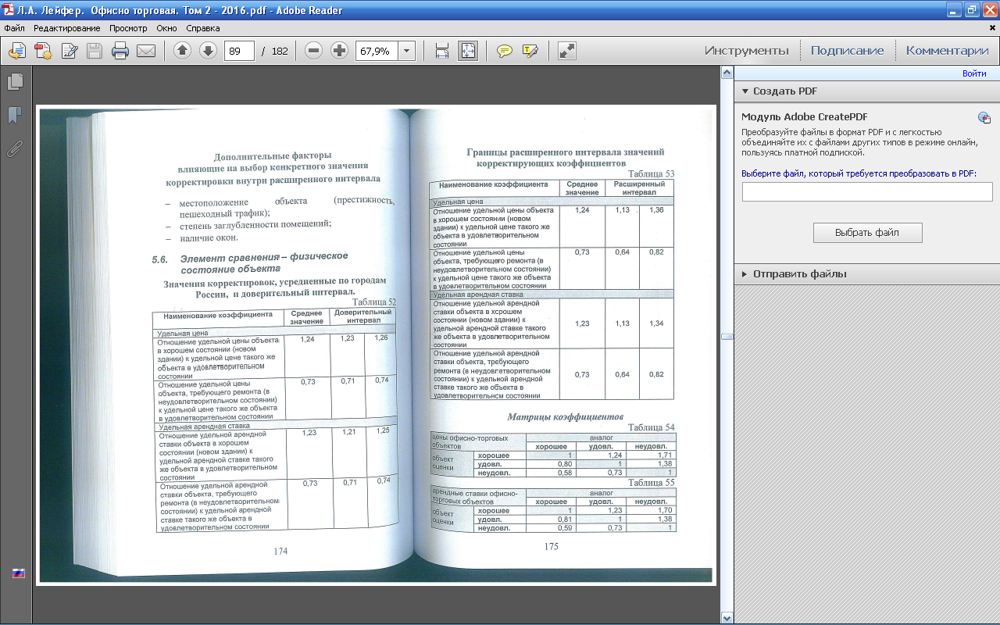 Л.А. Лейфер. Офисно торговая. Том 2 - 2016.pdf - Adobe Reader
Файл Редактирование Просмотр Окно Справка
89 / 182 67,9% Инструменты Подписание Комментарии
Войти
Создать PDF
Модуль Adobe CreatePDF
Преобразуйте файлы в формат PDF и с легкостью
объединяйте их с файлами других типов в режиме онлайн,
пользуясь платной подпиской.
Выберите файл, который требуется преобразовать в PDF:
Выбрать файл
Отправить файлы
Дополнительные факторы
влияющие на выбор конкретного значения
корректировки внутри расширенного интервала
– местоположение объекта (престижность,
пешеходный трафик);
– степень заглубленности помещений;
– наличие окон.
5.6. Элемент сравнения – физическое
состояние объекта
Значения корректировок, усредненные по городам
России, и доверительный интервал.
Таблица 52
Наименование коэффициента Среднее Доверительный
значение интервал
Удельная цена
Отношение удельной цены объекта 1,24 1,23 1,26
в хорошем состоянии (новом
здании) к удельной цене такого же
объекта в удовлетворительном
состоянии
Отношение удельной цены 0,73 0,71 0,74
объекта, требующего ремонта (в
неудовлетворительном состоянии)
к удельной цене такого же объекта
в удовлетворительном состоянии
Удельная арендная ставка
Отношение удельной арендной 1,23 1,21 1,25
ставки объекта в хорошем
состоянии (новом здании) к
удельной арендной ставке такого
же объекта в удовлетворительном
состоянии
Отношение удельной арендной 0,73 0,71 0,74
ставки объекта, требующего
ремонта (в неудовлетворительном
состоянии) к удельной арендной
ставке такого же объекта в
удовлетворительном состоянии
174
Границы расширенного интервала значений
корректирующих коэффициентов
Таблица 53
Наименование коэффициента Среднее Расширенный
значение интервал
Удельная цена
Отношение удельной цены объекта 1,24 1,13 1,36
в хорошем состоянии (новом
здании) к удельной цене такого же
объекта в удовлетворительном
состоянии
Отношение удельной цены 0,73 0,64 0,82
объекта, требующего ремонта (в
неудовлетворительном состоянии)
к удельной цене такого же объекта
в удовлетворительном состоянии
Удельная арендная ставка
Отношение удельной арендной
ставки объекта в хорошем
состоянии (новом здании) к 1,23 1,13 1,34
удельной арендной ставке такого
же объекта в удовлетворительном
состоянии
Отношение удельной арендной
ставки объекта, требующего
ремонта (в неудовлетворительном 0,73 0,64 0,82
состоянии) к удельной арендной
ставке такого же объекта в
удовлетворительном состоянии
Матрицы коэффициентов
Таблица 54
цены офисно-торговых аналог
объектов хорошее удовл. неудовл.
объект оценки хорошее 1 1,24 1,71
удовл. 0,80 1 1,38
неудовл. 0,58 0,73 1
Таблица 55
арендные ставки офисно- аналог
торговых объектов хорошее удовл. неудовл.
объект оценки хорошее 1 1,23 1,70
удовл. 0,81 1 1,38
неудовл. 0,59 0,73 1
175